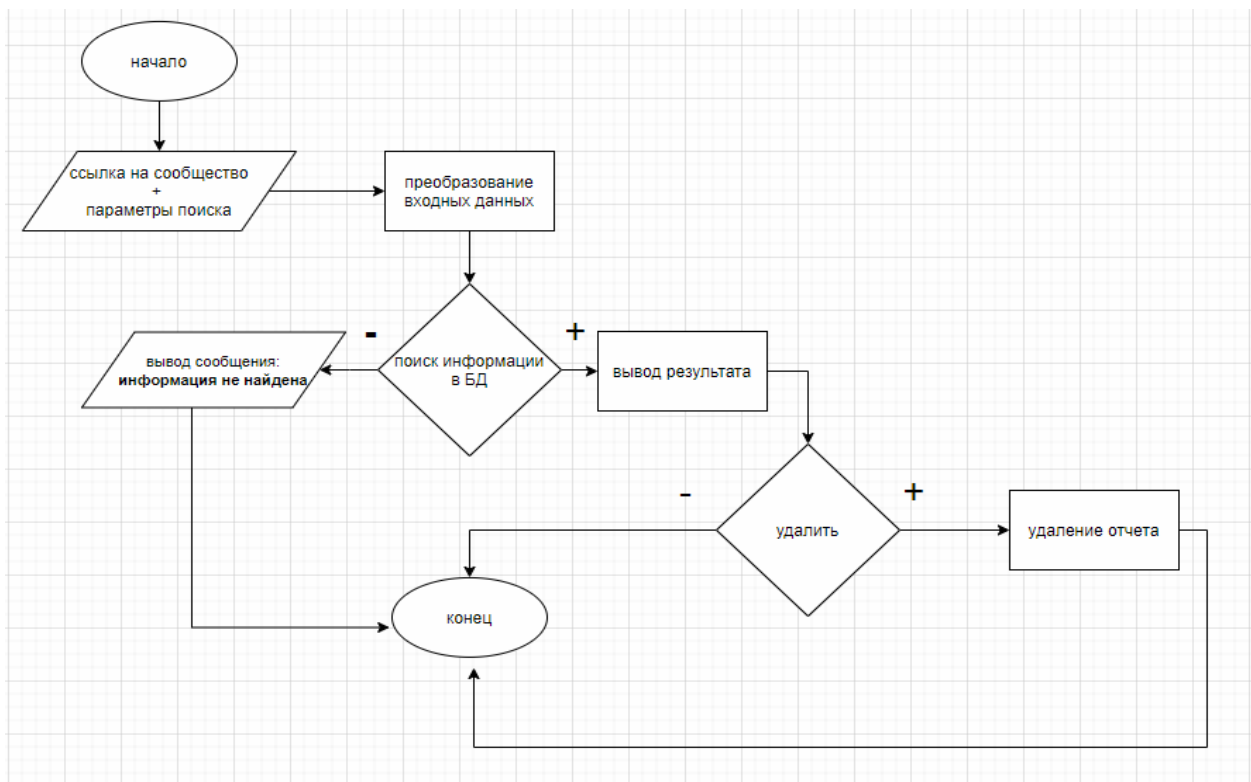 начало
ссылка на сообщество
+
параметры поиска
преобразование
входных данных
-
+
вывод сообщения:
информация не найдена
поиск информации
в БД
вывод результата
-
+
удалить
удаление отчета
конец